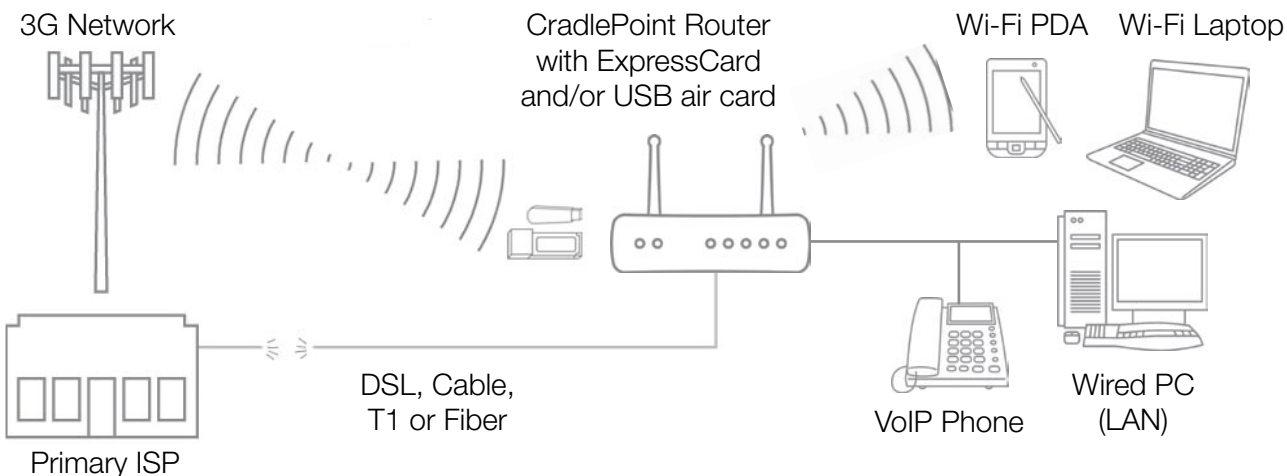 3G Network
CradlePoint Router
with ExpressCard
and/or USB air card
Wi-Fi PDA
Wi-Fi Laptop
DSL, Cable,
T1 or Fiber
VoIP Phone
Wired PC
(LAN)
Primary ISP